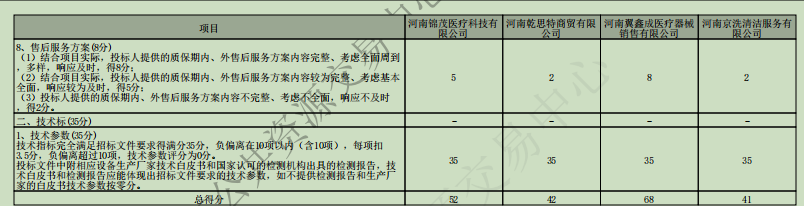 项目
河南锦茂医疗科技有
限公司
河南乾思特商贸有限
公司
河南翼鑫成医疗器械
销售有限公司
河南京洗清洁服务有
限公司
8、售后服务方案(8分)
(1)结合项目实际,投标人提供的质保期内、外售后服务方案内容完整、考虑全面周到
,多样,响应及时,得8分;
(2)结合项目实际,投标人提供的质保期内、外售后服务方案内容较为完整、考虑基本
全面,响应较为及时,得5分;
(3)投标人提供的质保期内、外售后服务方案内容不完整、考虑不全面,响应不及时
,得2分。
5
2
8
2
二、技术标(35分)
-
-
-
-
1、技术参数(35分)
技术指标完全满足招标文件要求得满分35分,负偏离在10项以内(含10项),每项扣
3.5分,负偏离超过10项,技术参数评分为0分。
投标文件中附相应设备生产厂家技术白皮书和国家认可的检测机构出具的检测报告,技
术白皮书和检测报告应能体现出招标文件要求的技术参数,如不提供检测报告和生产厂
家的白皮书技术参数按零分。
35
35
35
35
总得分
52
42
68
41
公共资源交易中心
源交易中心